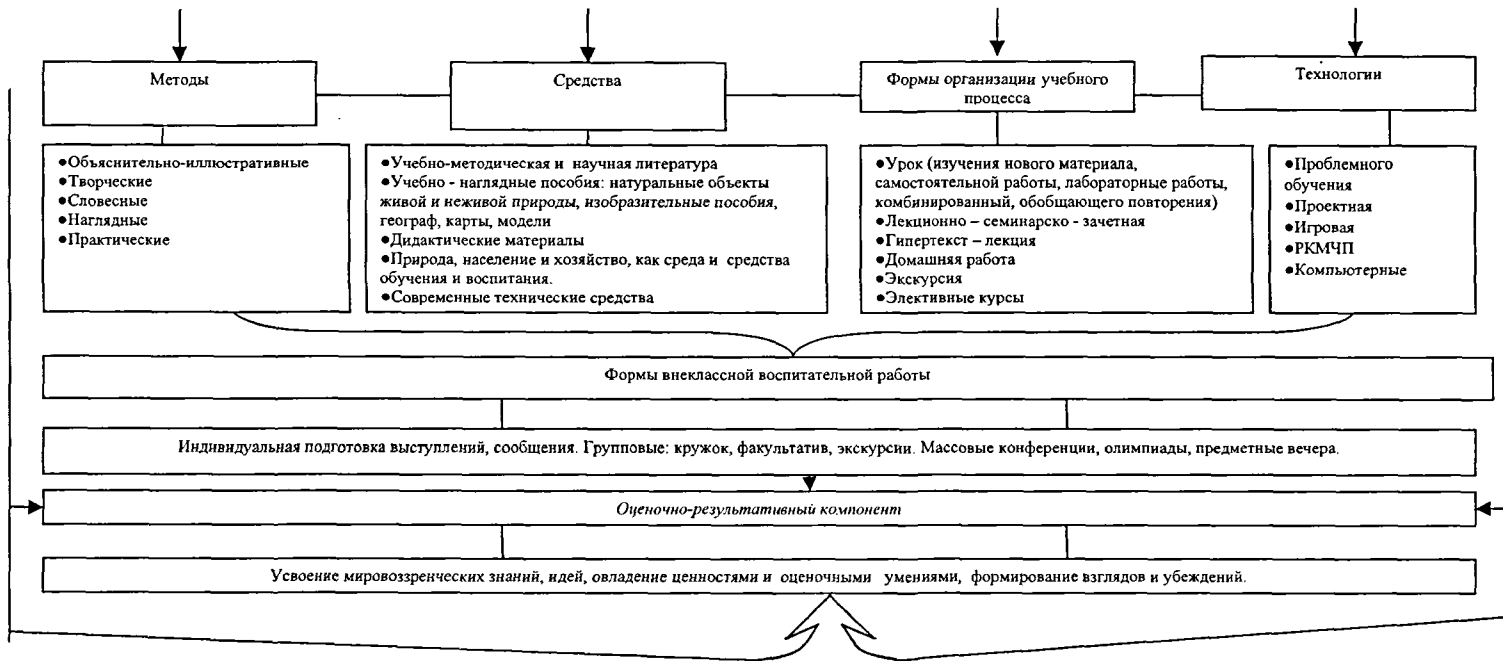 Методы
Средства
Формы организации учебного
процесса
Технологии
●Объяснительно-иллюстративные
●Творческие
●Словесные
●Наглядные
●Практические
●Учебно-методическая и научная литература
●Учебно - наглядные пособия: натуральные объекты
живой и неживой природы, изобразительные пособия,
географ, карты, модели
●Дидактические материалы
●Природа, население и хозяйство, как среда и средства
обучения и воспитания.
●Современные технические средства
●Урок (изучения нового материала,
самостоятельной работы, лабораторные работы,
комбинированный, обобщающего повторения)
●Лекционно – семинарско - зачетная
●Гипертекст – лекция
●Домашняя работа
●Экскурсия
●Элективные курсы
●Проблемного
обучения
●Проектная
●Игровая
●РКМЧП
●Компьютерные
Формы внеклассной воспитательной работы
Индивидуальная подготовка выступлений, сообщения. Групповые: кружок, факультатив, экскурсии. Массовые конференции, олимпиады, предметные вечера.
Оценочно-результативный компонент
Усвоение мировоззренческих знаний, идей, овладение ценностями и оценочными умениями, формирование взглядов и убеждений.